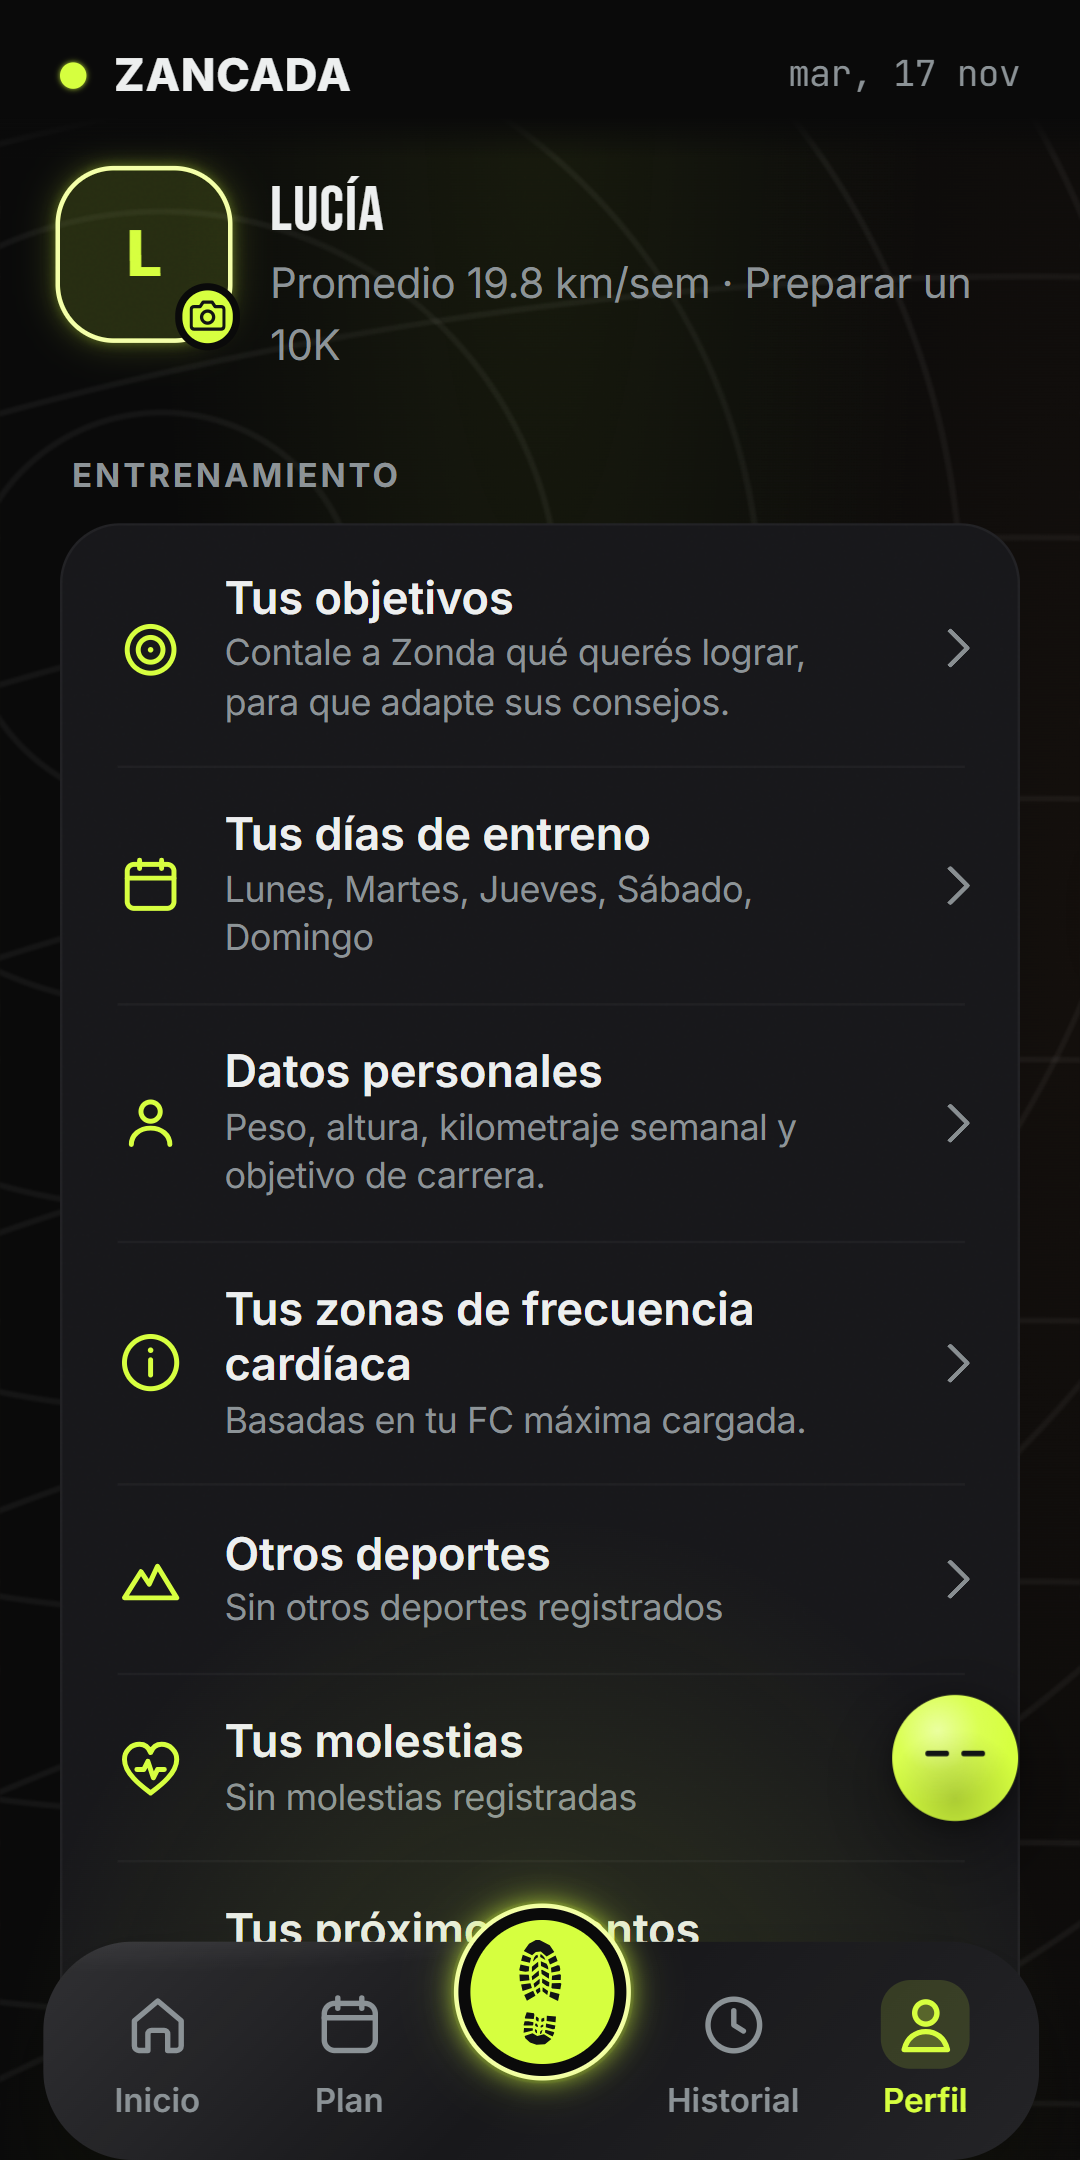 ZANCADA
mar, 17 nov
L
LUCÍA
Promedio 19.8 km/sem · Preparar un
10K
ENTRENAMIENTO
Tus objetivos
Contale a Zonda qué querés lograr,
para que adapte sus consejos.
Tus días de entreno
Lunes, Martes, Jueves, Sábado,
Domingo
Datos personales
Peso, altura, kilometraje semanal y
objetivo de carrera.
Tus zonas de frecuencia
cardíaca
Basadas en tu FC máxima cargada.
Otros deportes
Sin otros deportes registrados
Tus molestias
Sin molestias registradas
Tus
Inicio
Plan
Historial
Perfil